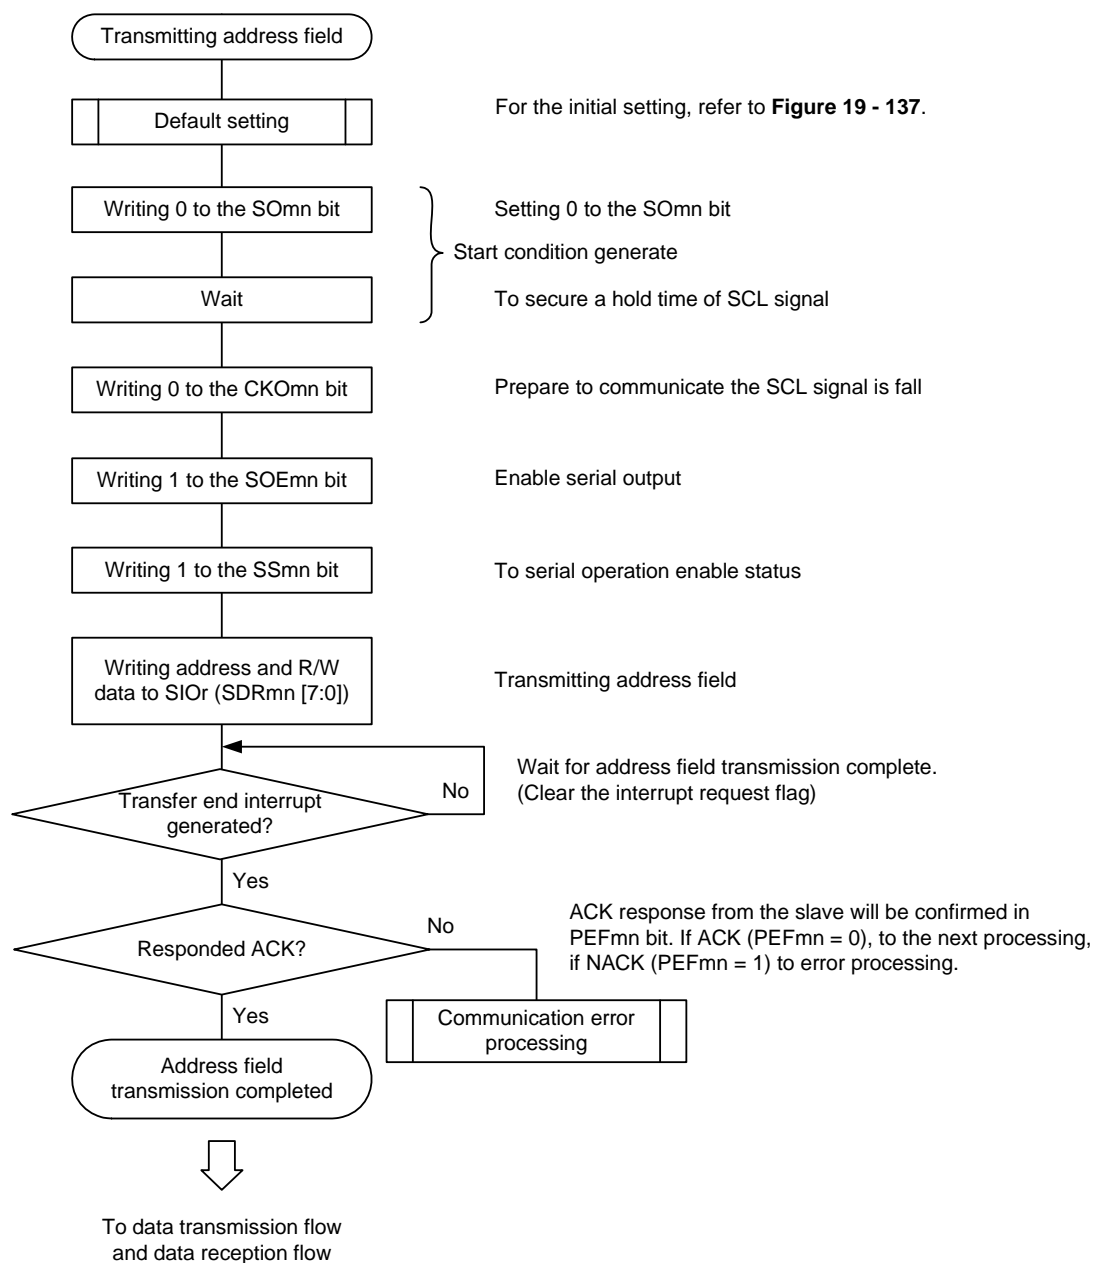 Transmitting address field
Default setting
For the initial setting, refer to Figure 19 - 137.
Writing 0 to the SOmn bit
Setting 0 to the SOmn bit
Start condition generate
Wait
To secure a hold time of SCL signal
Writing 0 to the CKOmn bit
Prepare to communicate the SCL signal is fall
Writing 1 to the SOEmn bit
Enable serial output
Writing 1 to the SSmn bit
To serial operation enable status
Writing address and R/W
data to SIOr (SDRmn [7:0])
Transmitting address field
Transfer end interrupt
generated?
No
Wait for address field transmission complete.
(Clear the interrupt request flag)
Yes
Responded ACK?
No
ACK response from the slave will be confirmed in
PEFmn bit. If ACK (PEFmn = 0), to the next processing,
if NACK (PEFmn = 1) to error processing.
Yes
Communication error
processing
Address field
transmission completed
To data transmission flow
and data reception flow